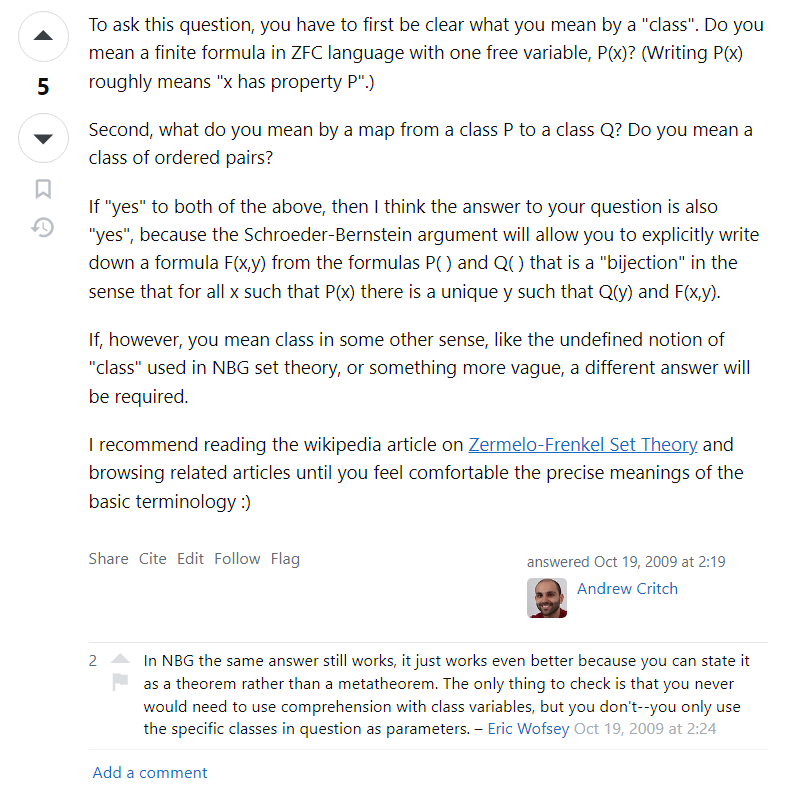 To ask this question, you have to first be clear what you mean by a "class". Do you
mean a finite formula in ZFC language with one free variable, P(x)? (Writing P(x)
roughly means "x has property P".)
5
Second, what do you mean by a map from a class P to a class Q? Do you mean a
class of ordered pairs?
If "yes" to both of the above, then I think the answer to your question is also
"yes", because the Schroeder-Bernstein argument will allow you to explicitly write
down a formula F(x,y) from the formulas P( ) and Q( ) that is a "bijection" in the
sense that for all x such that P(x) there is a unique y such that Q(y) and F(x,y).
If, however, you mean class in some other sense, like the undefined notion of
"class" used in NBG set theory, or something more vague, a different answer will
be required.
I recommend reading the wikipedia article on Zermelo-Frenkel Set Theory and
browsing related articles until you feel comfortable the precise meanings of the
basic terminology :)
Share Cite Edit Follow Flag
answered Oct 19, 2009 at 2:19
Andrew Critch
2
In NBG the same answer still works, it just works even better because you can state it
as a theorem rather than a metatheorem. The only thing to check is that you never
would need to use comprehension with class variables, but you don't--you only use
the specific classes in question as parameters. – Eric Wofsey Oct 19, 2009 at 2:24
Add a comment